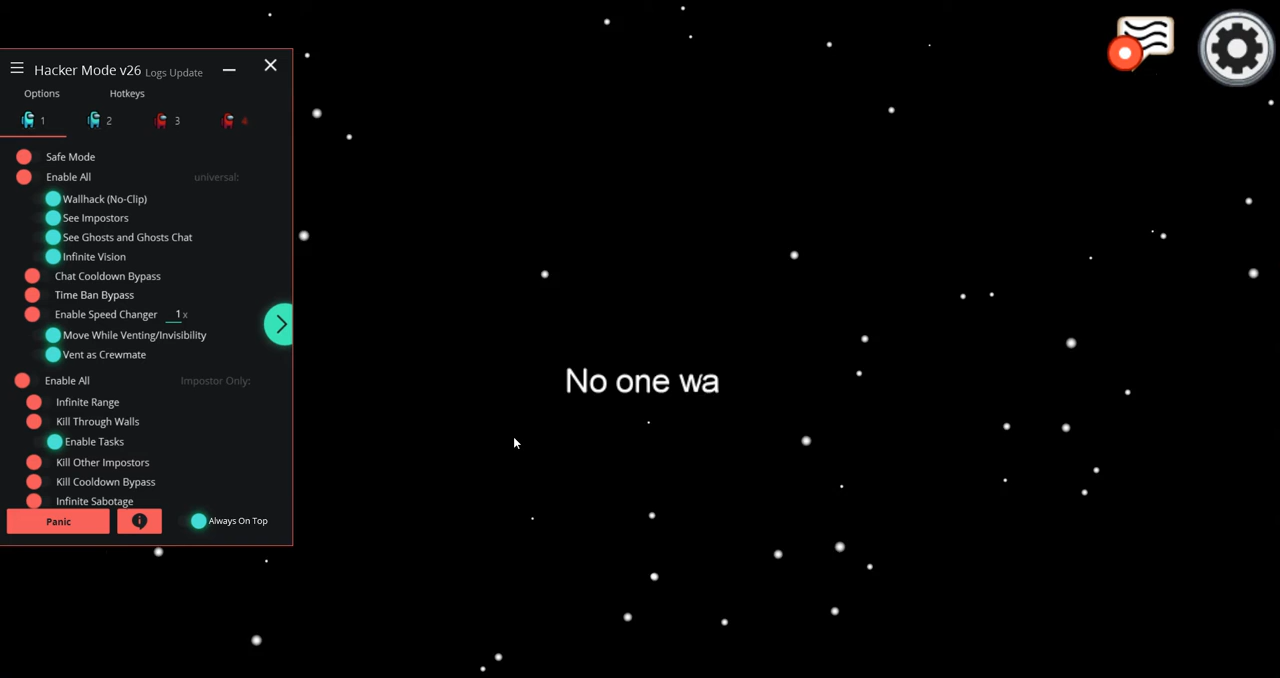 Hacker Mode v26 Logs Update
Options Hotkeys
1 2 3 4
Safe Mode
Enable All universal:
Wallhack (No-Clip)
See Impostors
See Ghosts and Ghosts Chat
Infinite Vision
Chat Cooldown Bypass
Time Ban Bypass
Enable Speed Changer 1x
Move While Venting/Invisibility
Vent as Crewmate
Enable All Impostor Only:
Infinite Range
Kill Through Walls
Enable Tasks
Kill Other Impostors
Kill Cooldown Bypass
Infinite Sabotage
Panic Always On Top
No one wa